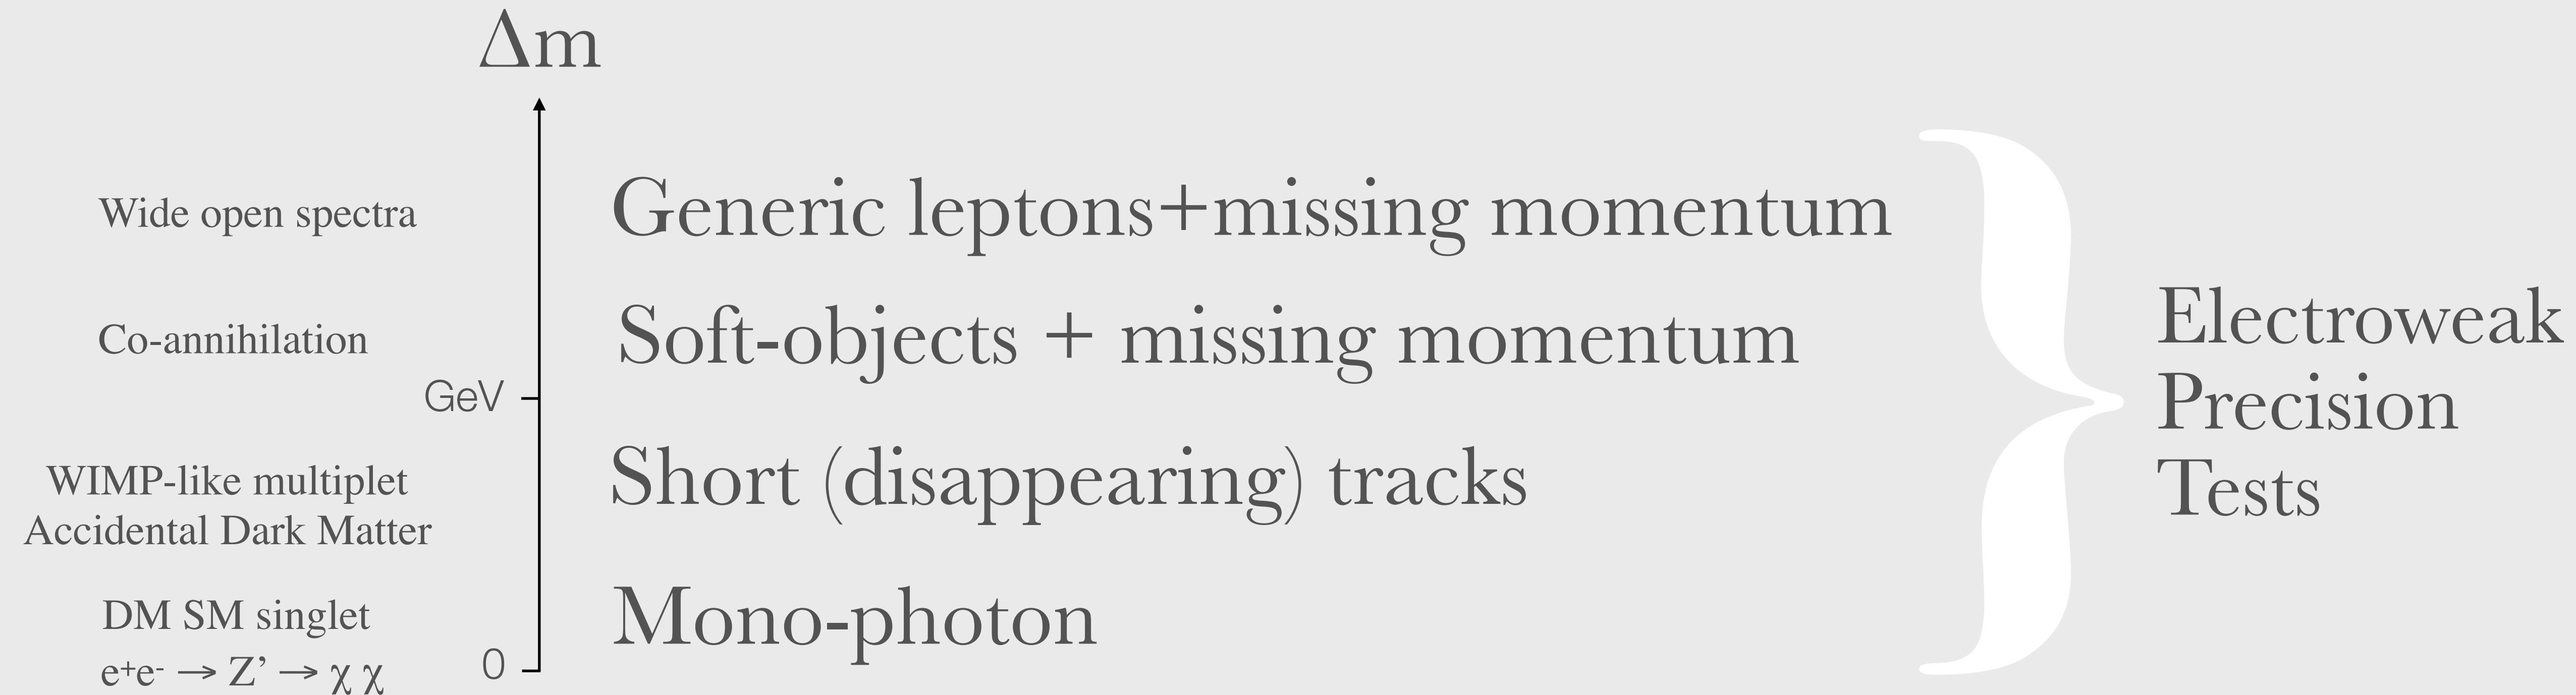 Δm
Wide open spectra
Generic leptons+missing momentum
Co-annihilation
Soft-objects + missing momentum
GeV
WIMP-like multiplet
Accidental Dark Matter
Short (disappearing) tracks
DM SM singlet
e⁺e⁻ → Z’ → χ χ
0
Mono-photon
Electroweak
Precision
Tests